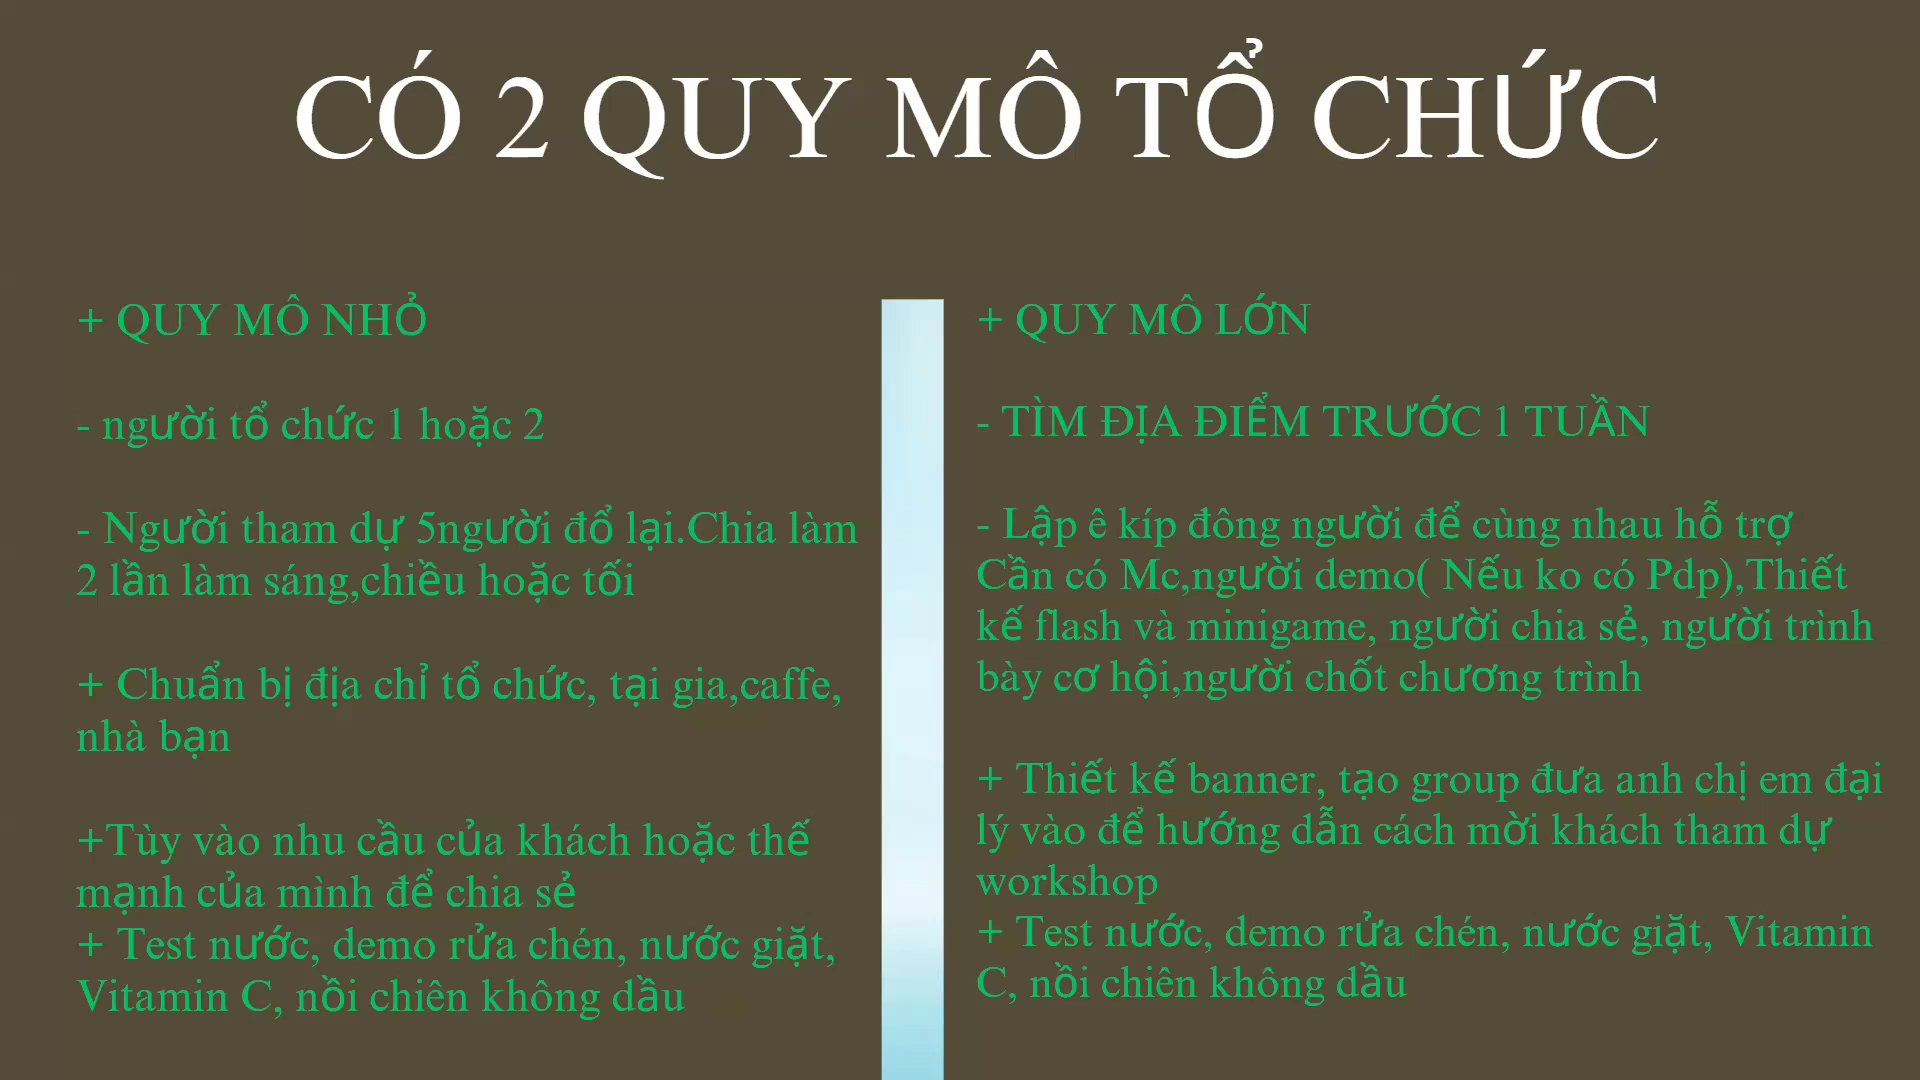 CÓ 2 QUY MÔ TỔ CHỨC
+ QUY MÔ NHỎ
- người tổ chức 1 hoặc 2
- Người tham dự 5người đổ lại.Chia làm
2 lần làm sáng,chiều hoặc tối
+ Chuẩn bị địa chỉ tổ chức, tại gia,caffe,
nhà bạn
+Tùy vào nhu cầu của khách hoặc thế
mạnh của mình để chia sẻ
+ Test nước, demo rửa chén, nước giặt,
Vitamin C, nồi chiên không dầu
+ QUY MÔ LỚN
- TÌM ĐỊA ĐIỂM TRƯỚC 1 TUẦN
- Lập ê kíp đông người để cùng nhau hỗ trợ
Cần có Mc,người demo( Nếu ko có Pdp),Thiết
kế flash và minigame, người chia sẻ, người trình
bày cơ hội,người chốt chương trình
+ Thiết kế banner, tạo group đưa anh chị em đại
lý vào để hướng dẫn cách mời khách tham dự
workshop
+ Test nước, demo rửa chén, nước giặt, Vitamin
C, nồi chiên không dầu